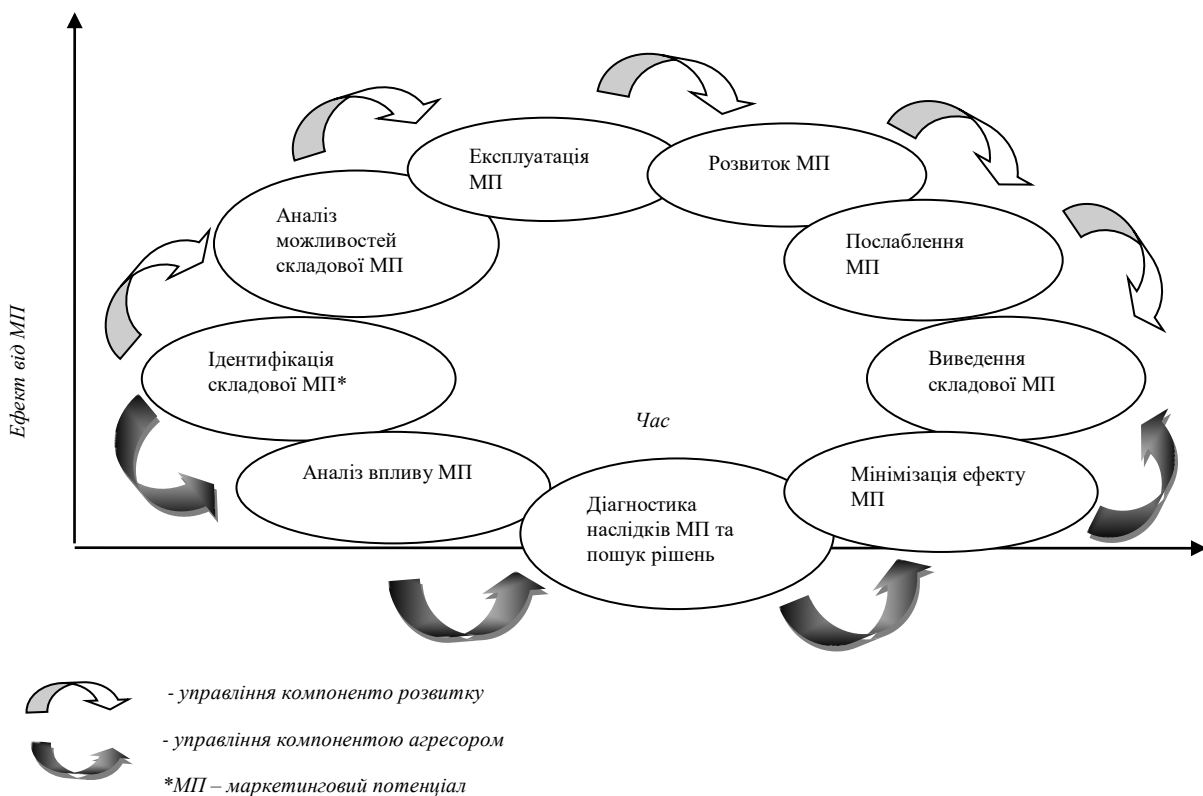 Ефект від МП
Експлуатація
МП
Розвиток МП
Аналіз
можливостей
складової МП
Послаблення
МП
Ідентифікація
складової МП*
Виведення
складової МП
Час
Аналіз впливу МП
Мінімізація ефекту
МП
Діагностика
наслідків МП та
пошук рішень
- управління компоненто розвитку
- управління компонентою агресором
*МП – маркетинговий потенціал